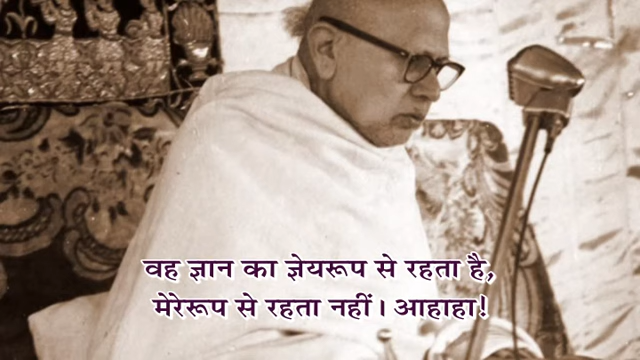 वह ज्ञान का ज्ञेयरूप से रहता है,
मेरेरूप से रहता नहीं। आहाहा!